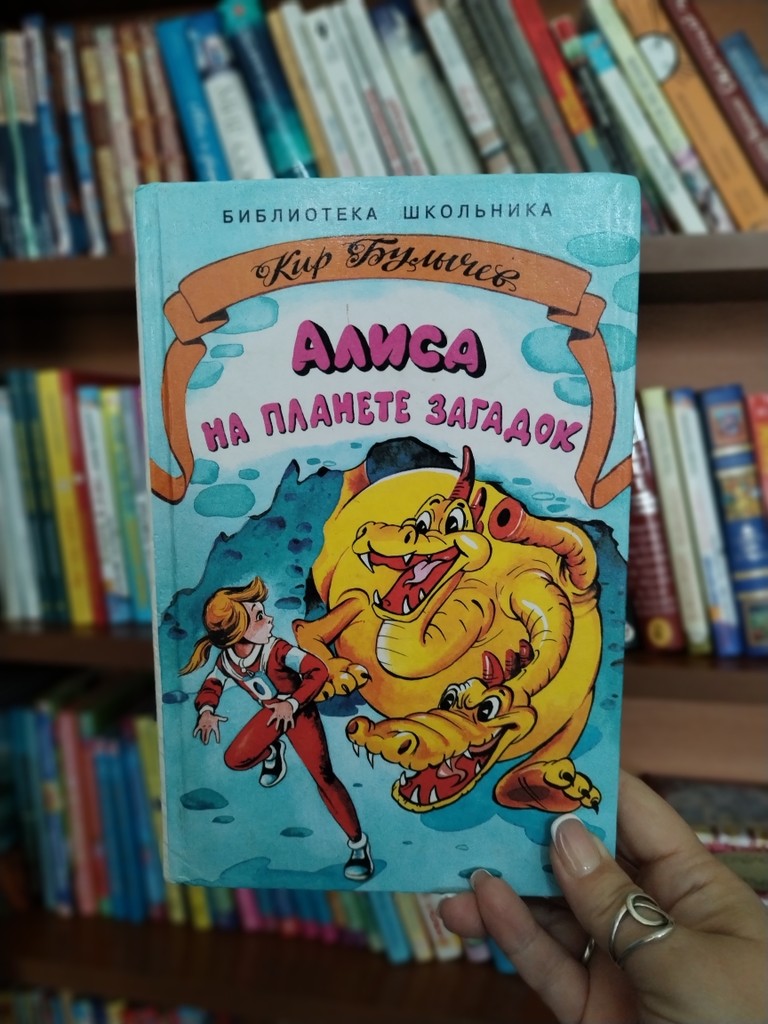 БИБЛИОТЕКА ШКОЛЬНИКА
Кир Булычев
АЛИСА
НА ПЛАНЕТЕ ЗАГАДОК